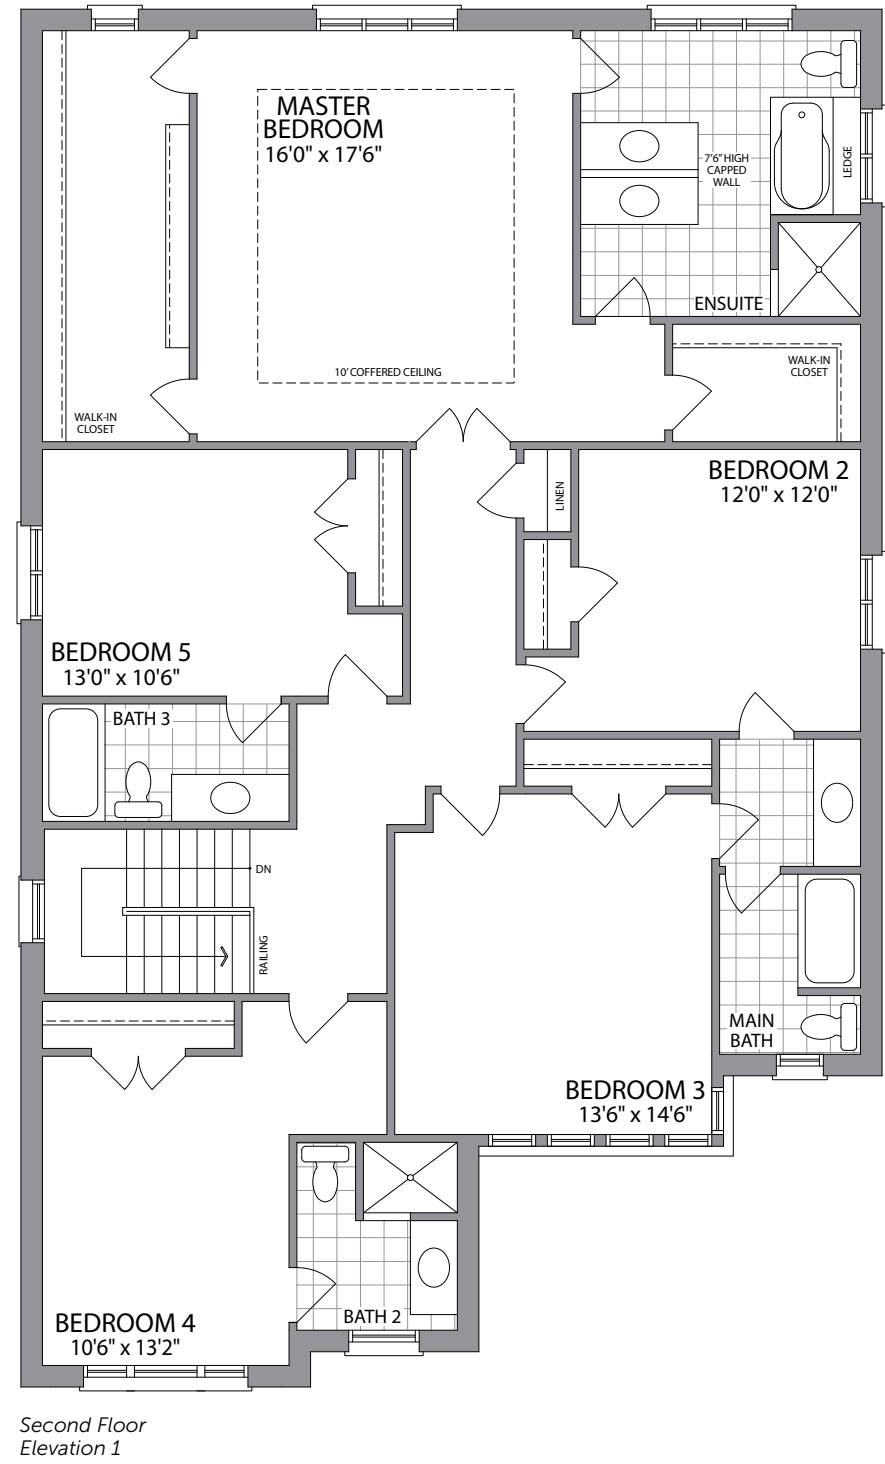 MASTER
BEDROOM
16'0" x 17'6"
7'6" HIGH
CAPPED
WALL
LEDGE
ENSUITE
10' COFFERED CEILING
WALK-IN
CLOSET
WALK-IN
CLOSET
BEDROOM 2
12'0" x 12'0"
LINEN
BEDROOM 5
13'0" x 10'6"
BATH 3
DN
RAILING
MAIN
BATH
BEDROOM 3
13'6" x 14'6"
BEDROOM 4
10'6" x 13'2"
BATH 2
Second Floor
Elevation 1